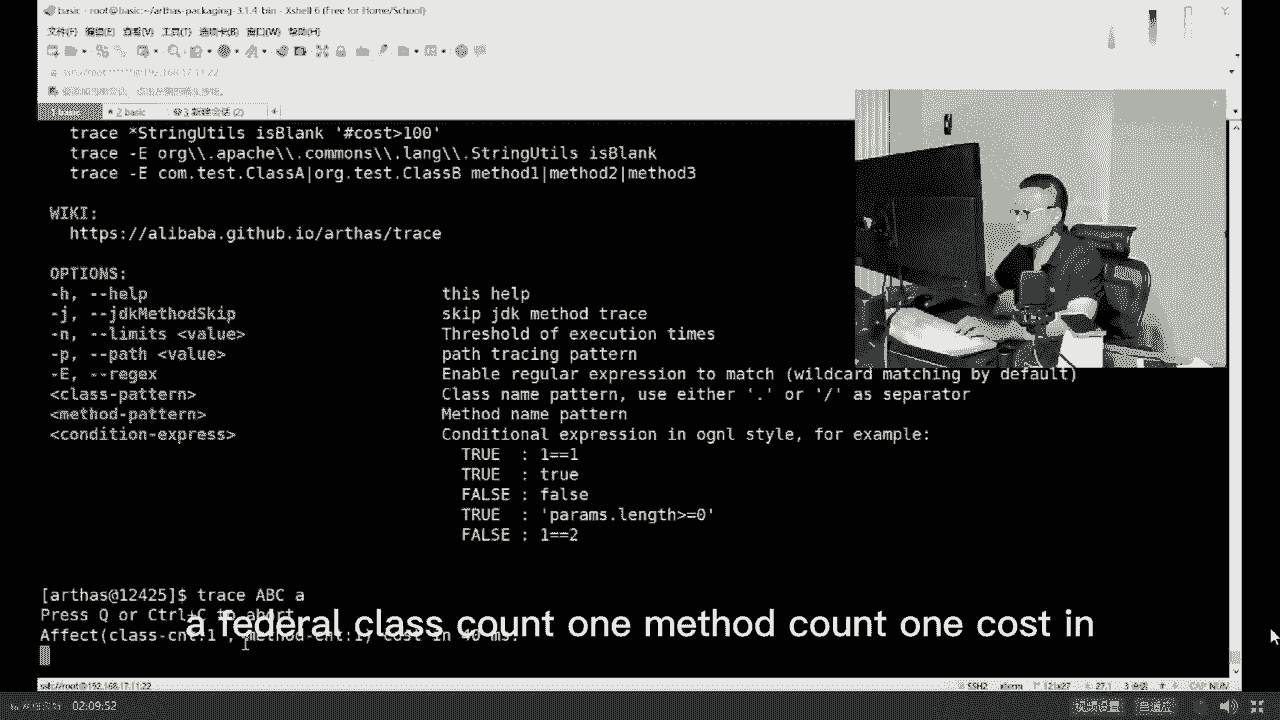 basic - root@basic:~/arthas-packaging-3.1.4-bin - Xshell 6 (Free for Home/School)
文件(F) 编辑(E) 查看(V) 工具(T) 选项卡(B) 窗口(W) 帮助(H)
ssh://root:******@192.168.17.11:22
1 basic 2 basic 3 新建会话 (2) +
trace *StringUtils isBlank '#cost>100'
trace -E org\\.apache\\.commons\\.lang\\.StringUtils isBlank
trace -E com.test.ClassA|org.test.ClassB method1|method2|method3
WIKI:
https://alibaba.github.io/arthas/trace
OPTIONS:
-h, --help this help
-j, --jdkMethodSkip skip jdk method trace
-n, --limits <value> Threshold of execution times
-p, --path <value> path tracing pattern
-E, --regex Enable regular expression to match (wildcard matching by default)
<class-pattern> Class name pattern, use either '.' or '/' as separator
<method-pattern> Method name pattern
<condition-express> Conditional expression in ognl style, for example:
TRUE : 1==1
TRUE : true
FALSE : false
TRUE : 'params.length>=0'
FALSE : 1==2
[arthas@12425]$ trace ABC a
Press Q or Ctrl+C to abort.
Affect(class-cnt:1 , method-cnt:1) cost in 40 ms.
a federal class count one method count one cost in
ssh://root@192.168.17.11:22 SSH2 xterm 121x27 27,1 3 会话 CAP NUM
02:09:52 视频设置 自适应